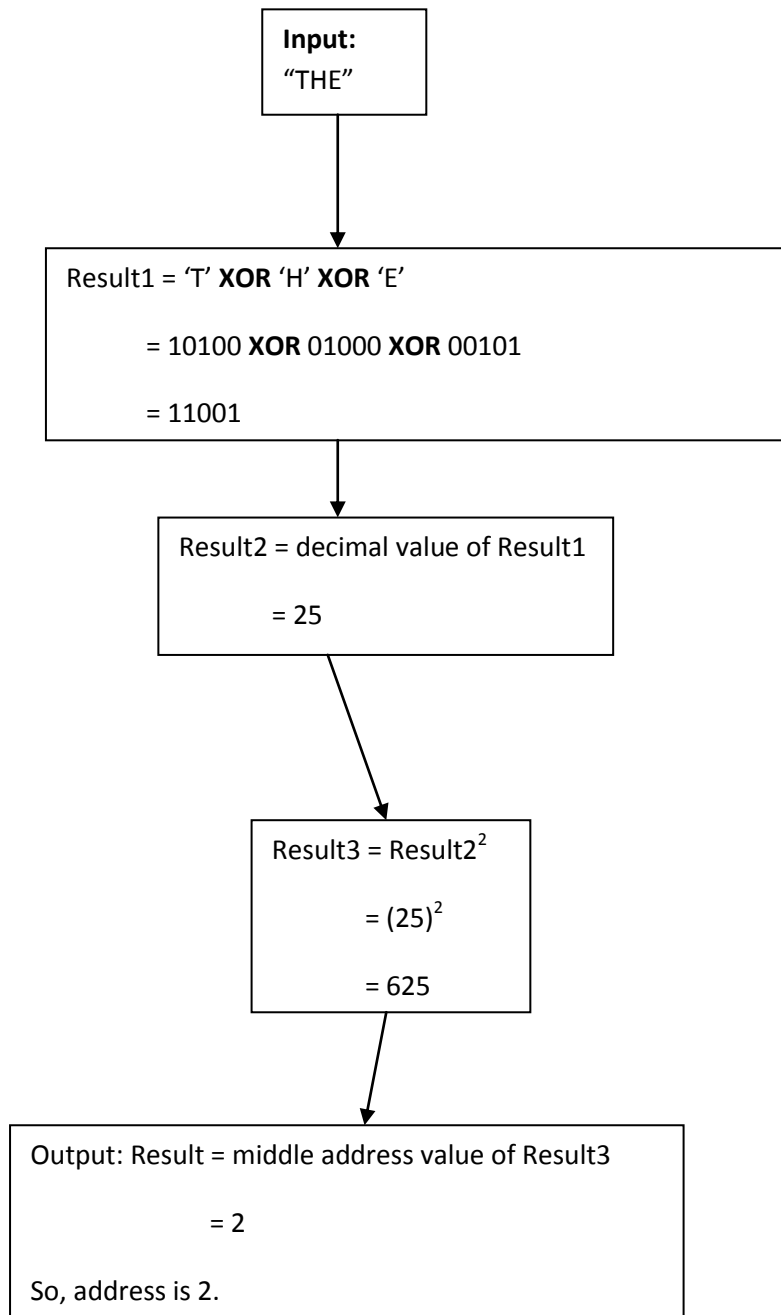 Input:
“THE”
Result1 = ‘T’ XOR ‘H’ XOR ‘E’
= 10100 XOR 01000 XOR 00101
= 11001
Result2 = decimal value of Result1
= 25
Result3 = Result2²
= (25)²
= 625
Output: Result = middle address value of Result3
= 2
So, address is 2.